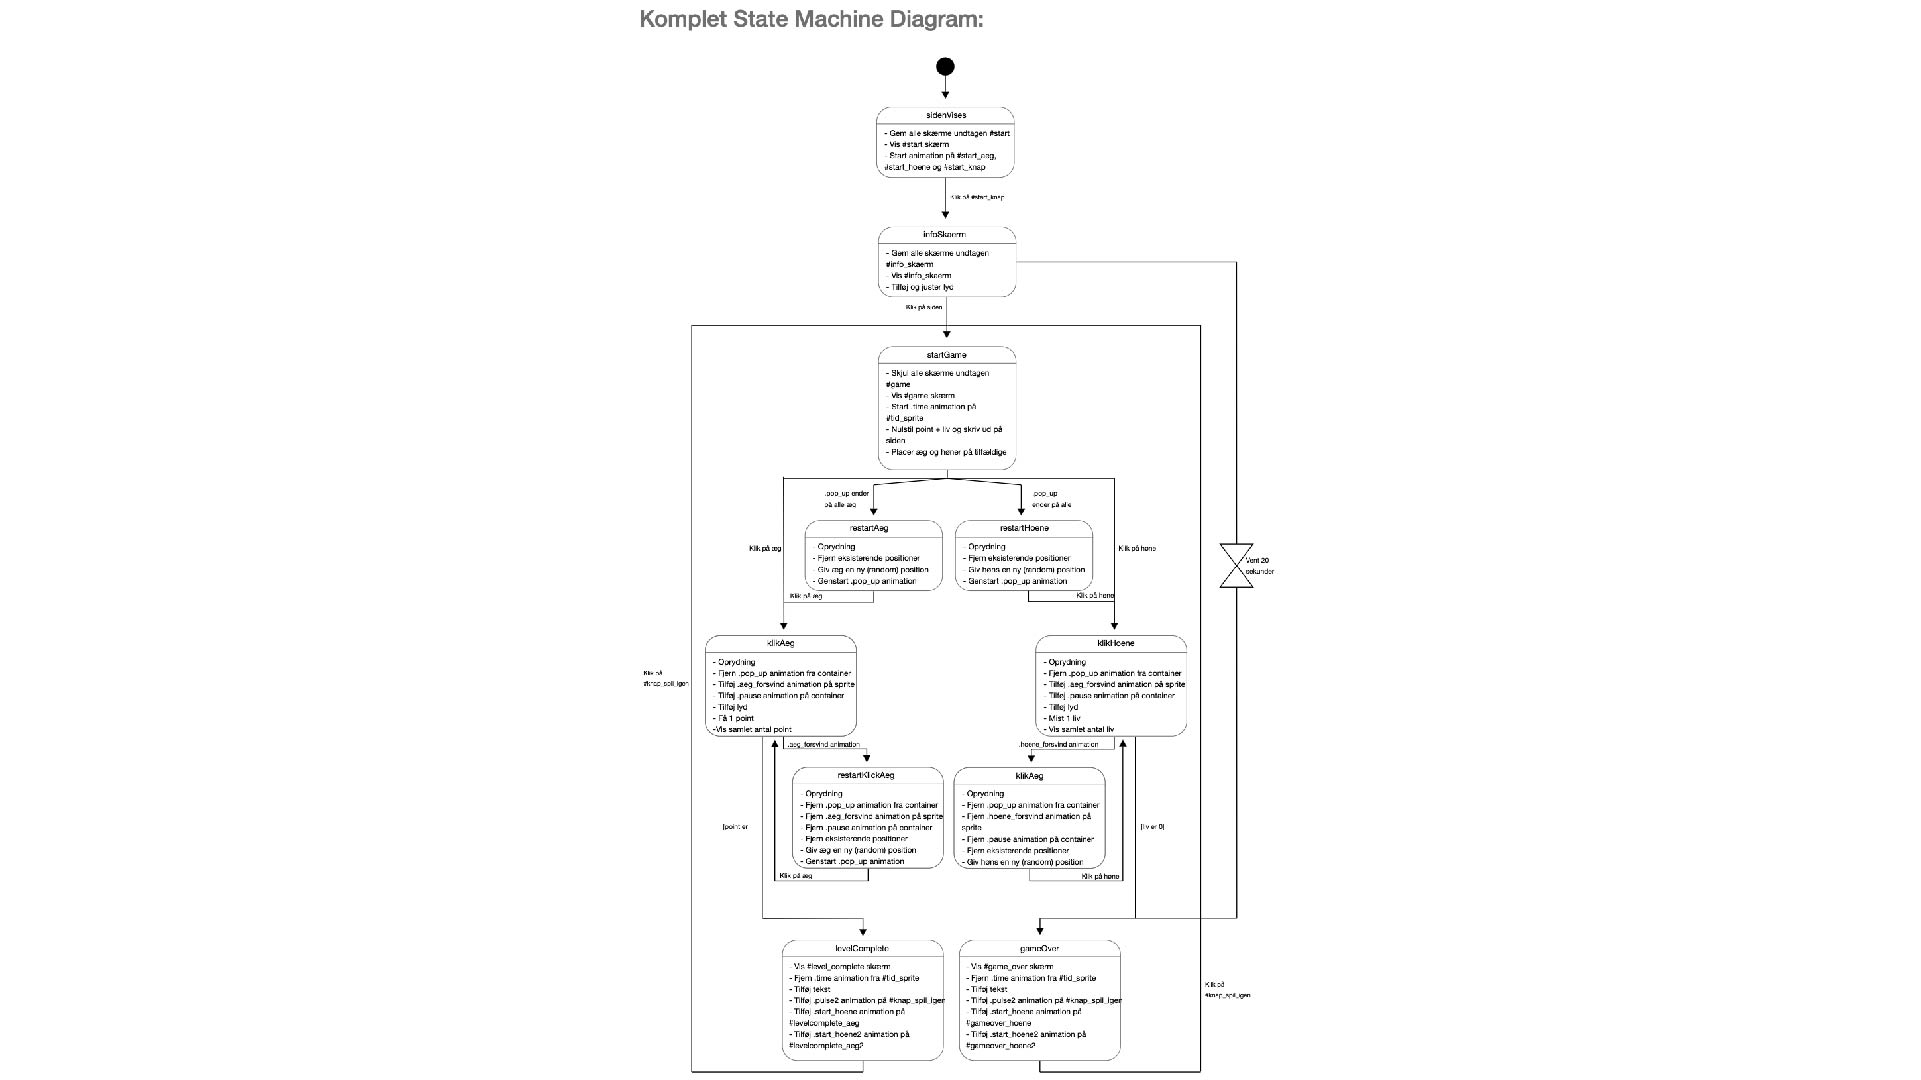 Komplet State Machine Diagram:
sidenVises
- Gem alle skærme undtagen #start
- Vis #start skærm
- Start animation på #start_aeg,
#start_hoene og #start_knap
Klik på #start_knap
infoSkaerm
- Gem alle skærme undtagen
#info_skaerm
- Vis #info_skaerm
- Tilføj og juster lyd
Klik på siden
startGame
- Skjul alle skærme undtagen
#game
- Vis #game skærm
- Start .time animation på
#tid_sprite
- Nulstil point + liv og skriv ud på
siden
- Placer æg og høner på tilfældige
.pop_up ender
på alle æg
.pop_up
ender på alle
restartAeg
- Oprydning
- Fjern eksisterende positioner
- Giv æg en ny (random) position
- Genstart .pop_up animation
restartHoene
- Oprydning
- Fjern eksisterende positioner
- Giv høns en ny (random) position
- Genstart .pop_up animation
Klik på æg
Klik på høne
Vent 20
sekunder
Klik på æg
Klik på høne
klikAeg
- Oprydning
- Fjern .pop_up animation fra container
- Tilføj .aeg_forsvind animation på sprite
- Tilføj .pause animation på container
- Tilføj lyd
- Få 1 point
-Vis samlet antal point
klikHoene
- Oprydning
- Fjern .pop_up animation fra container
- Tilføj .aeg_forsvind animation på sprite
- Tilføj .pause animation på container
- Tilføj lyd
- Mist 1 liv
- Vis samlet antal liv
Klik på
#knap_spil_igen
.aeg_forsvind animation
.hoene_forsvind animation
restartKlickAeg
- Oprydning
- Fjern .pop_up animation fra container
- Fjern .aeg_forsvind animation på sprite
- Fjern .pause animation på container
- Fjern eksisterende positioner
- Giv æg en ny (random) position
- Genstart .pop_up animation
klikAeg
- Oprydning
- Fjern .pop_up animation fra container
- Fjern .hoene_forsvind animation på
sprite
- Fjern .pause animation på container
- Fjern eksisterende positioner
- Giv høns en ny (random) position
[point er
[liv er 0]
Klik på æg
Klik på høne
levelComplete
- Vis #level_complete skærm
- Fjern .time animation fra #tid_sprite
- Tilføj tekst
- Tilføj .pulse2 animation på #knap_spil_igen
- Tilføj .start_hoene animation på
#levelcomplete_aeg
- Tilføj .start_hoene2 animation på
#levelcomplete_aeg2
gameOver
- Vis #game_over skærm
- Fjern .time animation fra #tid_sprite
- Tilføj tekst
- Tilføj .pulse2 animation på #knap_spil_igen
- Tilføj .start_hoene animation på
#gameover_hoene
- Tilføj .start_hoene2 animation på
#gameover_hoene2
Klik på
#knap_spil_igen